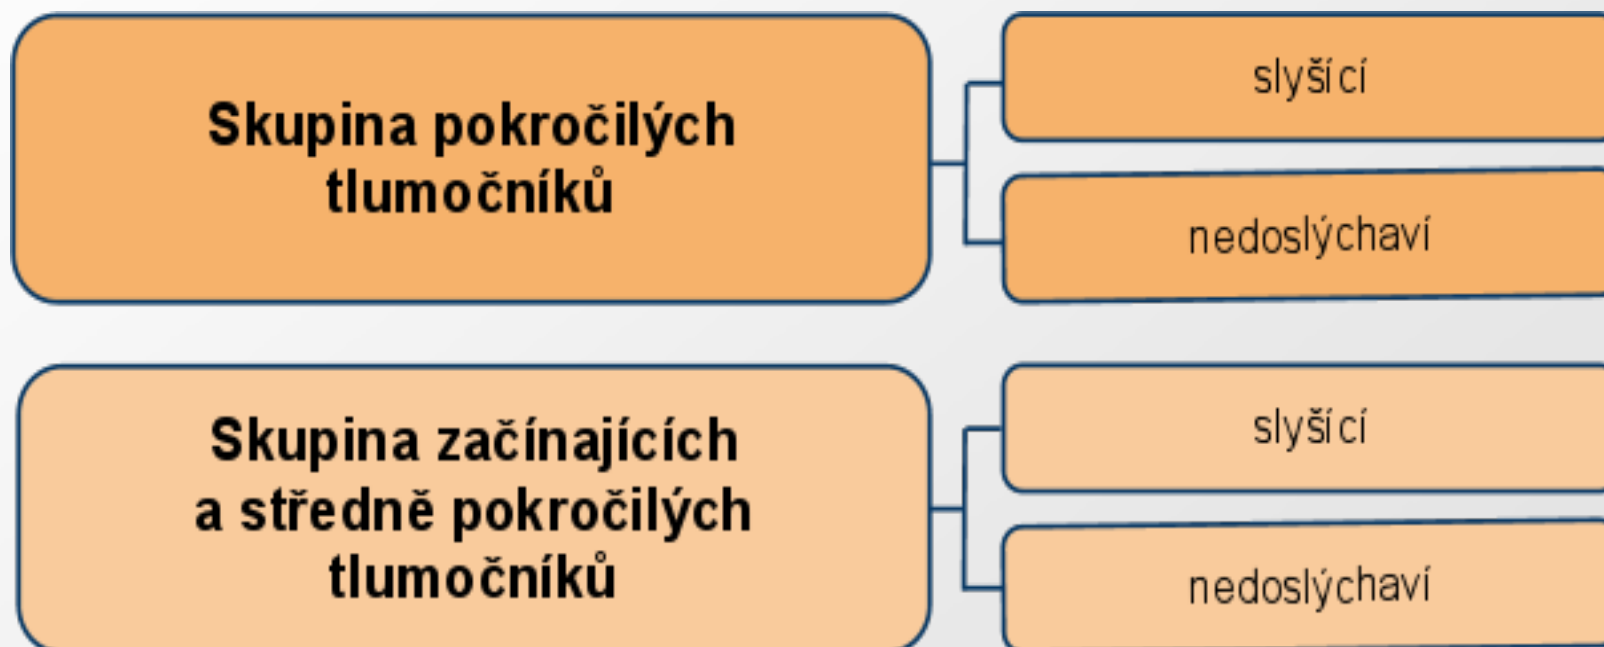 Skupina pokročilých
tlumočníků
slyšící
nedoslýchaví
Skupina začínajících
a středně pokročilých
tlumočníků
slyšící
nedoslýchaví